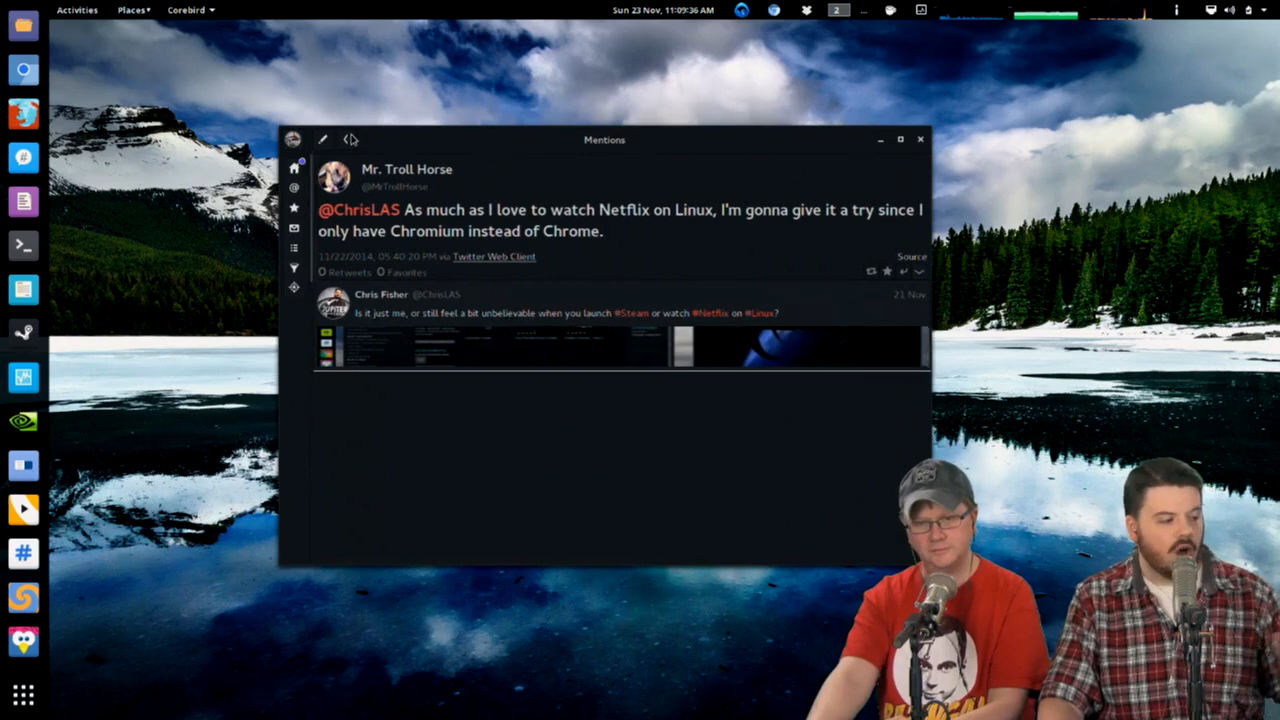 Activities Places Corebird Sun 23 Nov, 11:09:36 AM 2 ...
Mentions
Mr. Troll Horse
@MrTrollHorse
@ChrisLAS As much as I love to watch Netflix on Linux, I'm gonna give it a try since I
only have Chromium instead of Chrome.
11/22/2014, 05:40:20 PM via Twitter Web Client Source
0 Retweets 0 Favorites
Chris Fisher @ChrisLAS 21 Nov
Is it just me, or still feel a bit unbelievable when you launch #Steam or watch #Netflix on #Linux?
JUPITER